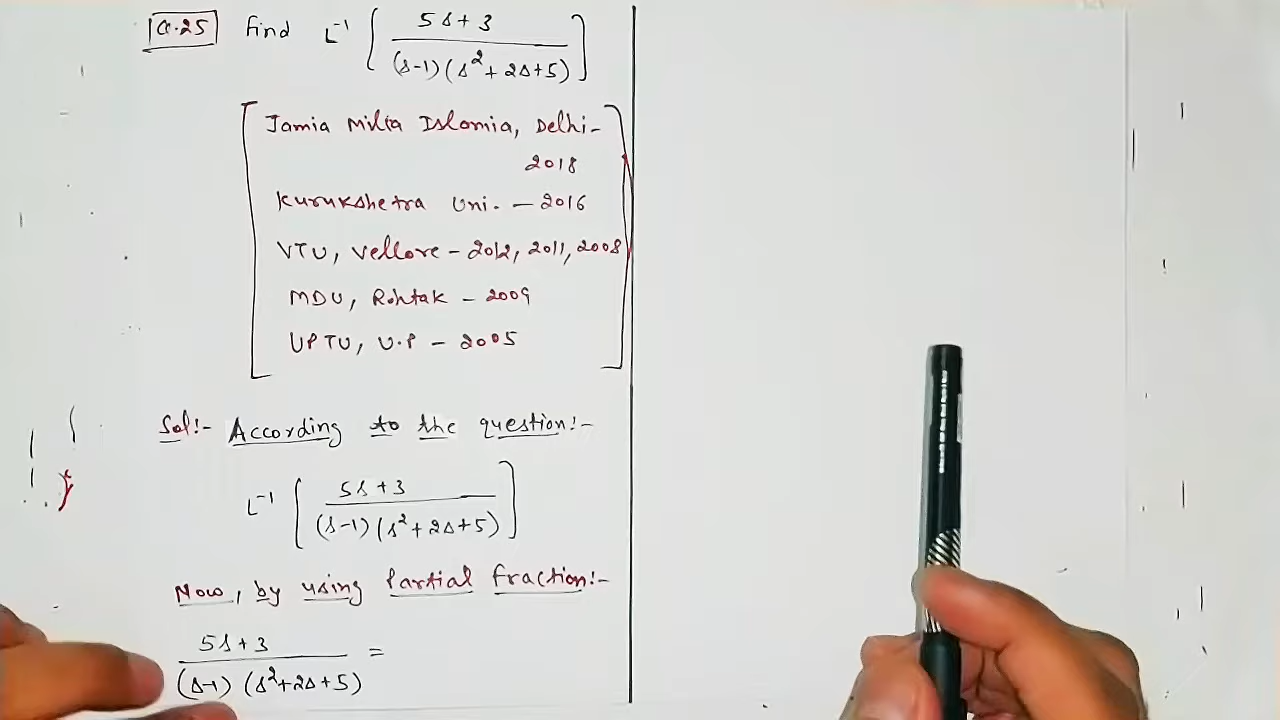 Q.25 Find L⁻¹ [ 5s+3 / (s-1)(s²+2s+5) ]
[Jamia Milia Islamia, Delhi-
2018
Kurukshetra Uni. - 2016
VTU, Vellore - 2012, 2011, 2008
MDU, Rohtak - 2009
UPTU, U.P - 2005]
Sol:- According to the question:-
L⁻¹ [ 5s+3 / (s-1)(s²+2s+5) ]
Now, by using Partial fraction:-
5s+3 / (s-1)(s²+2s+5) =